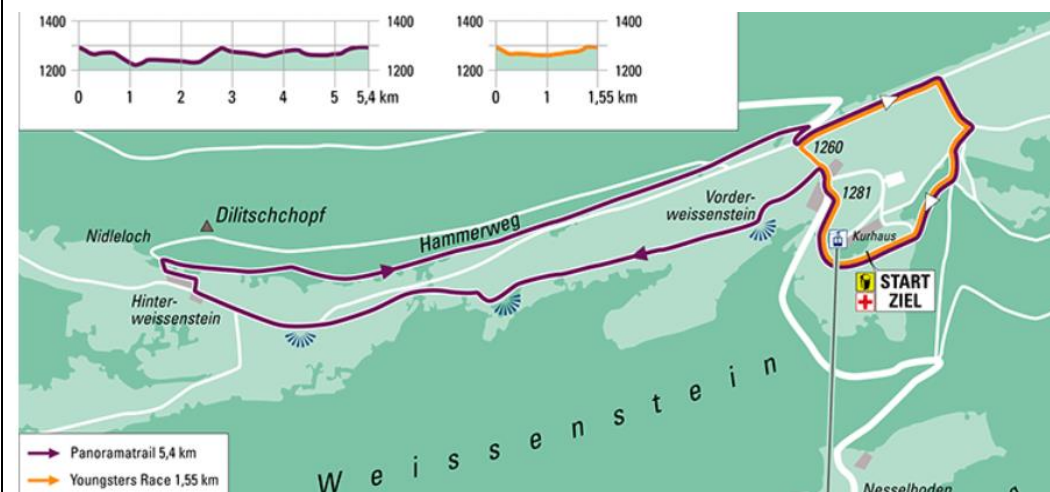 1400
1400
1400
1400
1200
1200
1200
1200
0 1 2 3 4 5 5,4 km
0 1 1,55 km
1260
1281
Vorder-
weissenstein
Kurhaus
Dilitschchopf
Nidleloch
Hammerweg
Hinter-
weissenstein
START
ZIEL
Weissenstein
Panoramatrail 5,4 km
Youngsters Race 1,55 km
Nesselboden